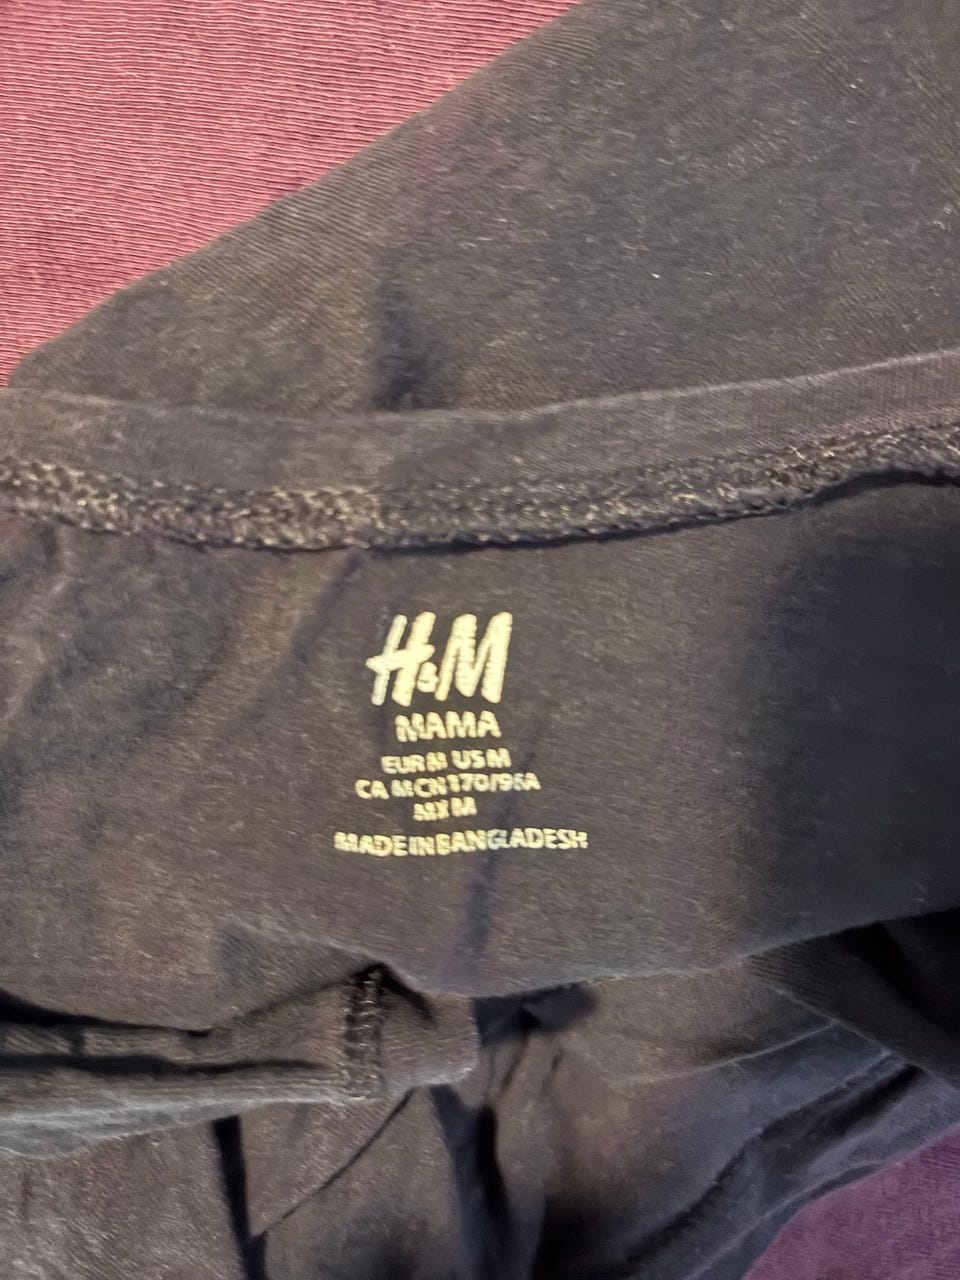 H&M
MAMA
EUR M US M
CA M CN 170/96A
MX M
MADE IN BANGLADESH